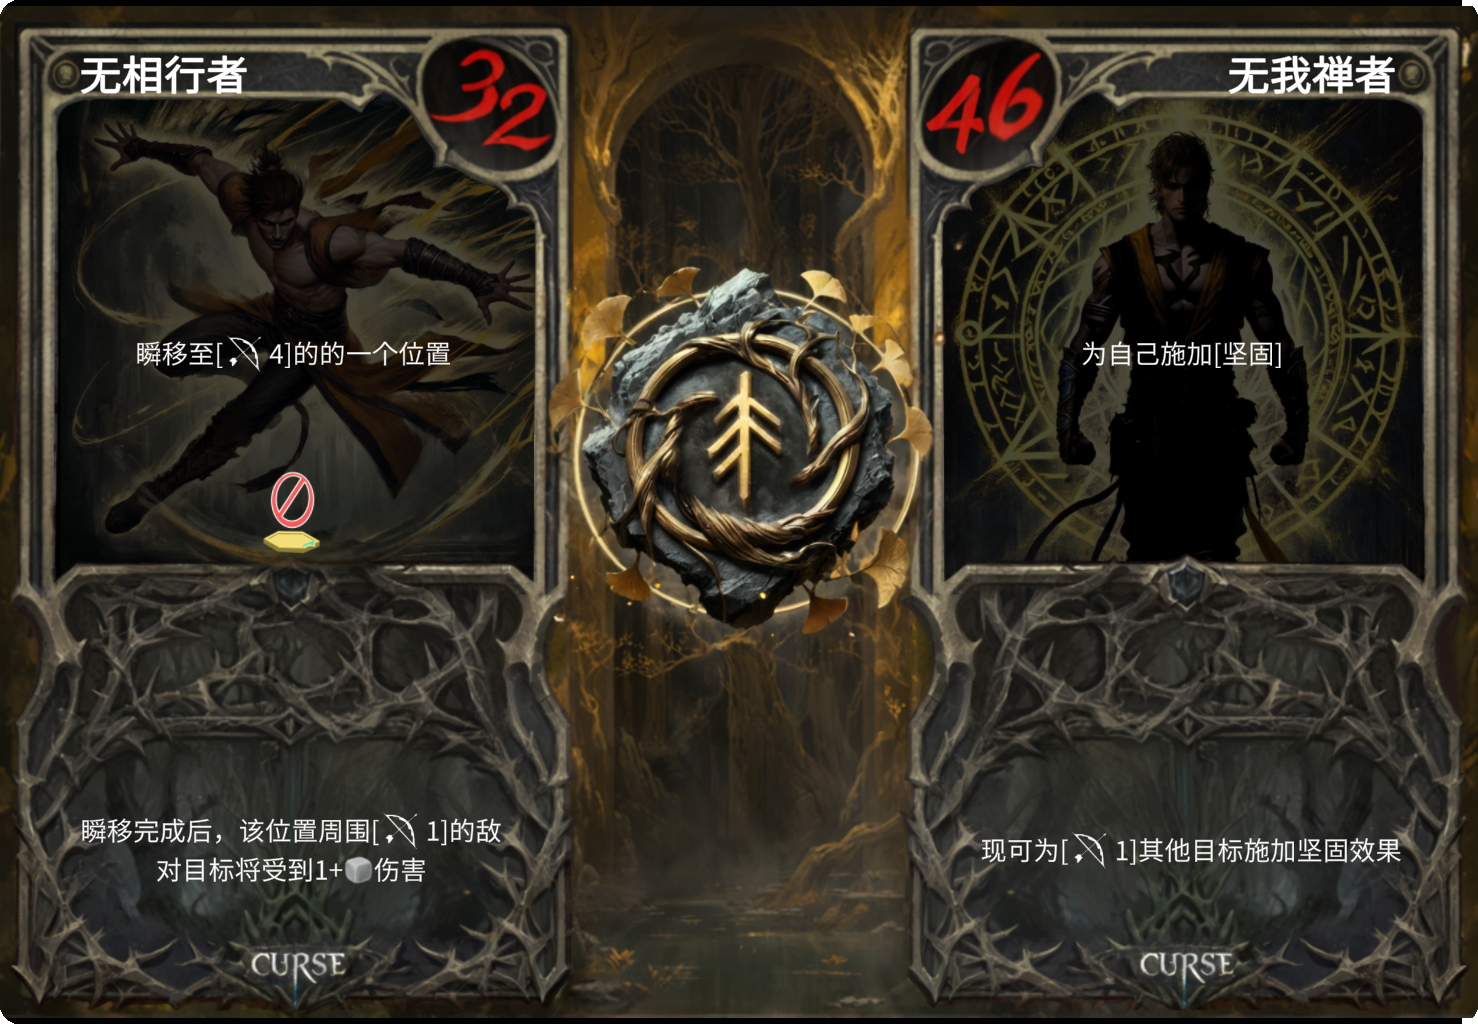 无相行者
32
瞬移至[ 4]的的一个位置
瞬移完成后，该位置周围[ 1]的敌
对目标将受到1+伤害
CURSE
46
无我禅者
为自己施加[坚固]
现可为[ 1]其他目标施加坚固效果
CURSE